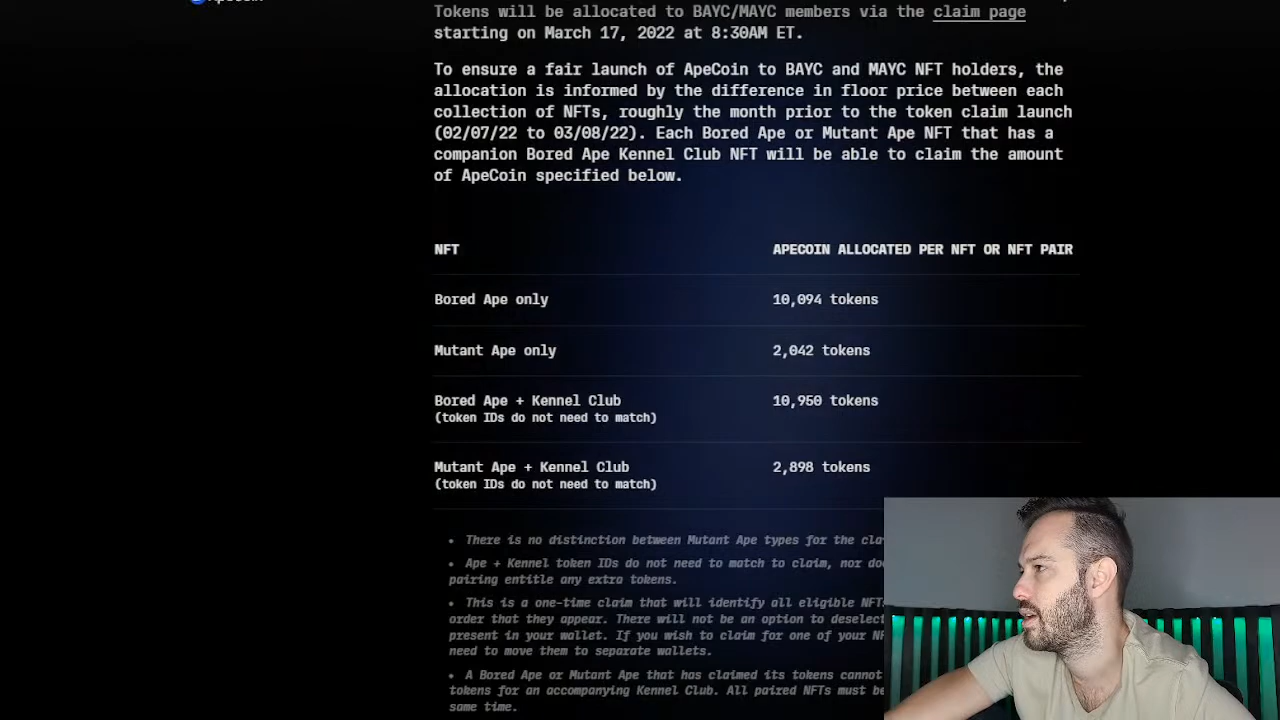 Tokens will be allocated to BAYC/MAYC members via the claim page
starting on March 17, 2022 at 8:30AM ET.
To ensure a fair launch of ApeCoin to BAYC and MAYC NFT holders, the
allocation is informed by the difference in floor price between each
collection of NFTs, roughly the month prior to the token claim launch
(02/07/22 to 03/08/22). Each Bored Ape or Mutant Ape NFT that has a
companion Bored Ape Kennel Club NFT will be able to claim the amount
of ApeCoin specified below.
NFT APECOIN ALLOCATED PER NFT OR NFT PAIR
Bored Ape only 10,094 tokens
Mutant Ape only 2,042 tokens
Bored Ape + Kennel Club 10,950 tokens
(token IDs do not need to match)
Mutant Ape + Kennel Club 2,898 tokens
(token IDs do not need to match)
• There is no distinction between Mutant Ape types for the
• Ape + Kennel token IDs do not need to match to claim, nor
pairing entitle any extra tokens.
• This is a one-time claim that will identify all eligible
order that they appear. There will not be an option to deselect
present in your wallet. If you wish to claim for one of your
need to move them to separate wallets.
• A Bored Ape or Mutant Ape that has claimed its tokens cannot
tokens for an accompanying Kennel Club. All paired NFTs must
same time.